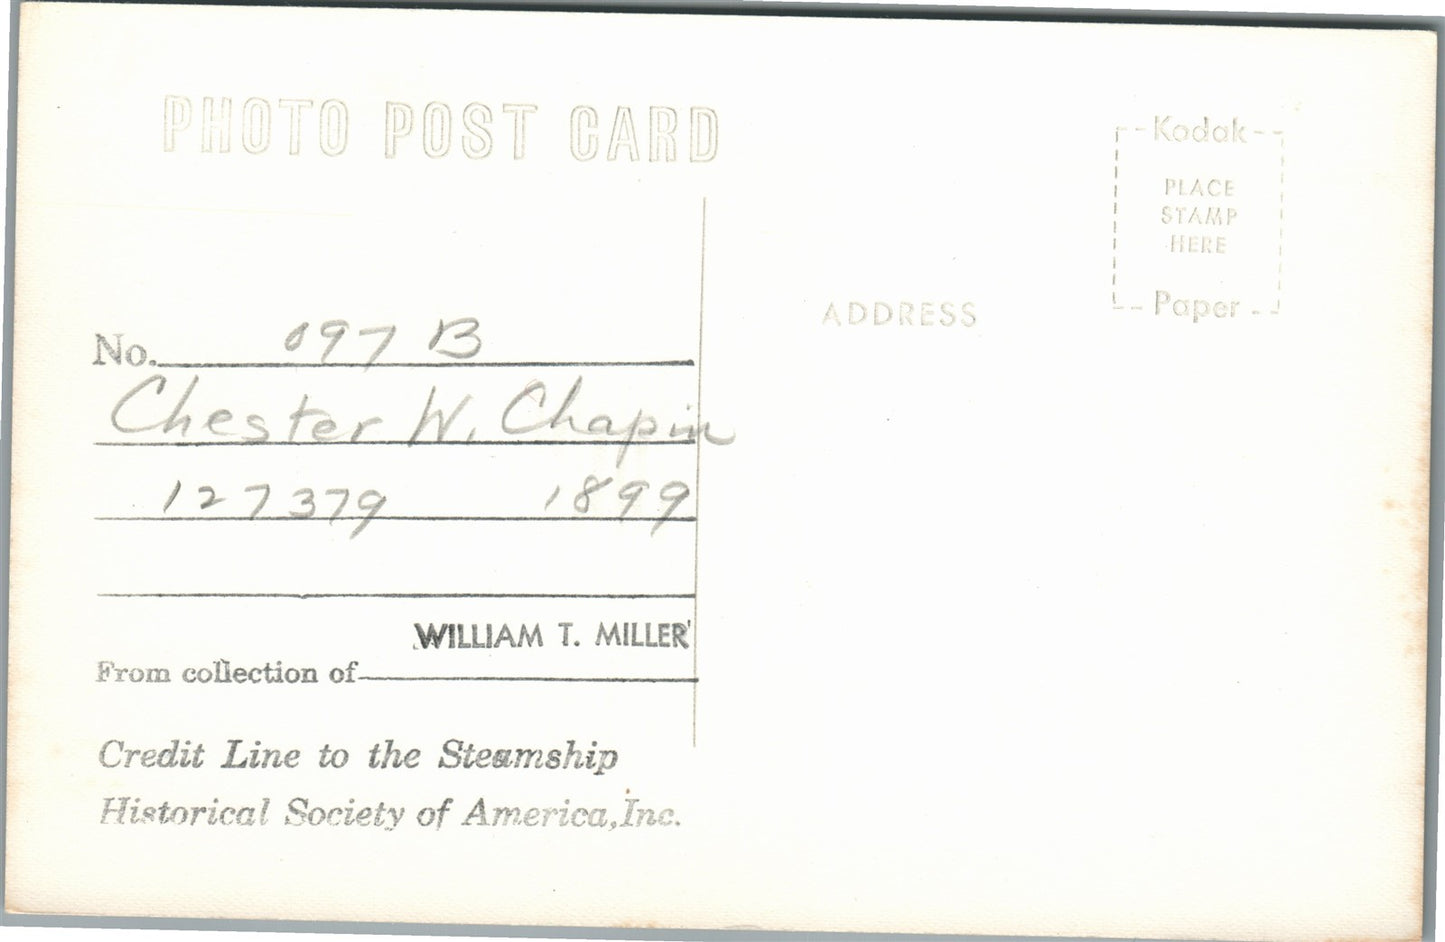 PHOTO POST CARD
Kodak
PLACE
STAMP
HERE
Paper
ADDRESS
No. 097 B
Chester W. Chapin
127379 1899
WILLIAM T. MILLER
From collection of
Credit Line to the Steamship
Historical Society of America, Inc.